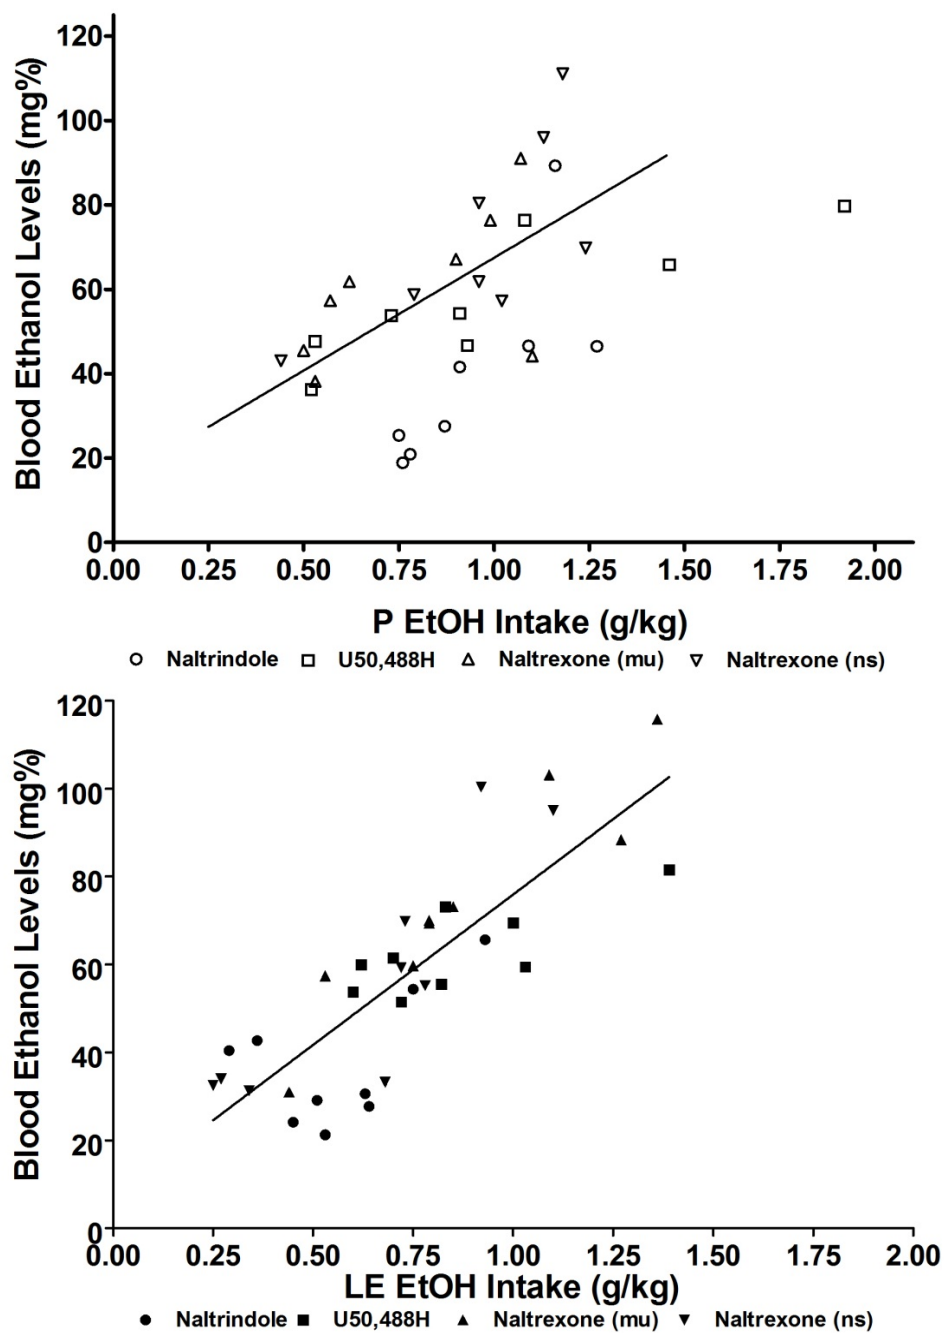 120
100
80
60
40
20
0
Blood Ethanol Levels (mg%)
0.00 0.25 0.50 0.75 1.00 1.25 1.50 1.75 2.00
P EtOH Intake (g/kg)
Naltrindole U50,488H Naltrexone (mu) Naltrexone (ns)
120
100
80
60
40
20
0
Blood Ethanol Levels (mg%)
0.00 0.25 0.50 0.75 1.00 1.25 1.50 1.75 2.00
LE EtOH Intake (g/kg)
Naltrindole U50,488H Naltrexone (mu) Naltrexone (ns)